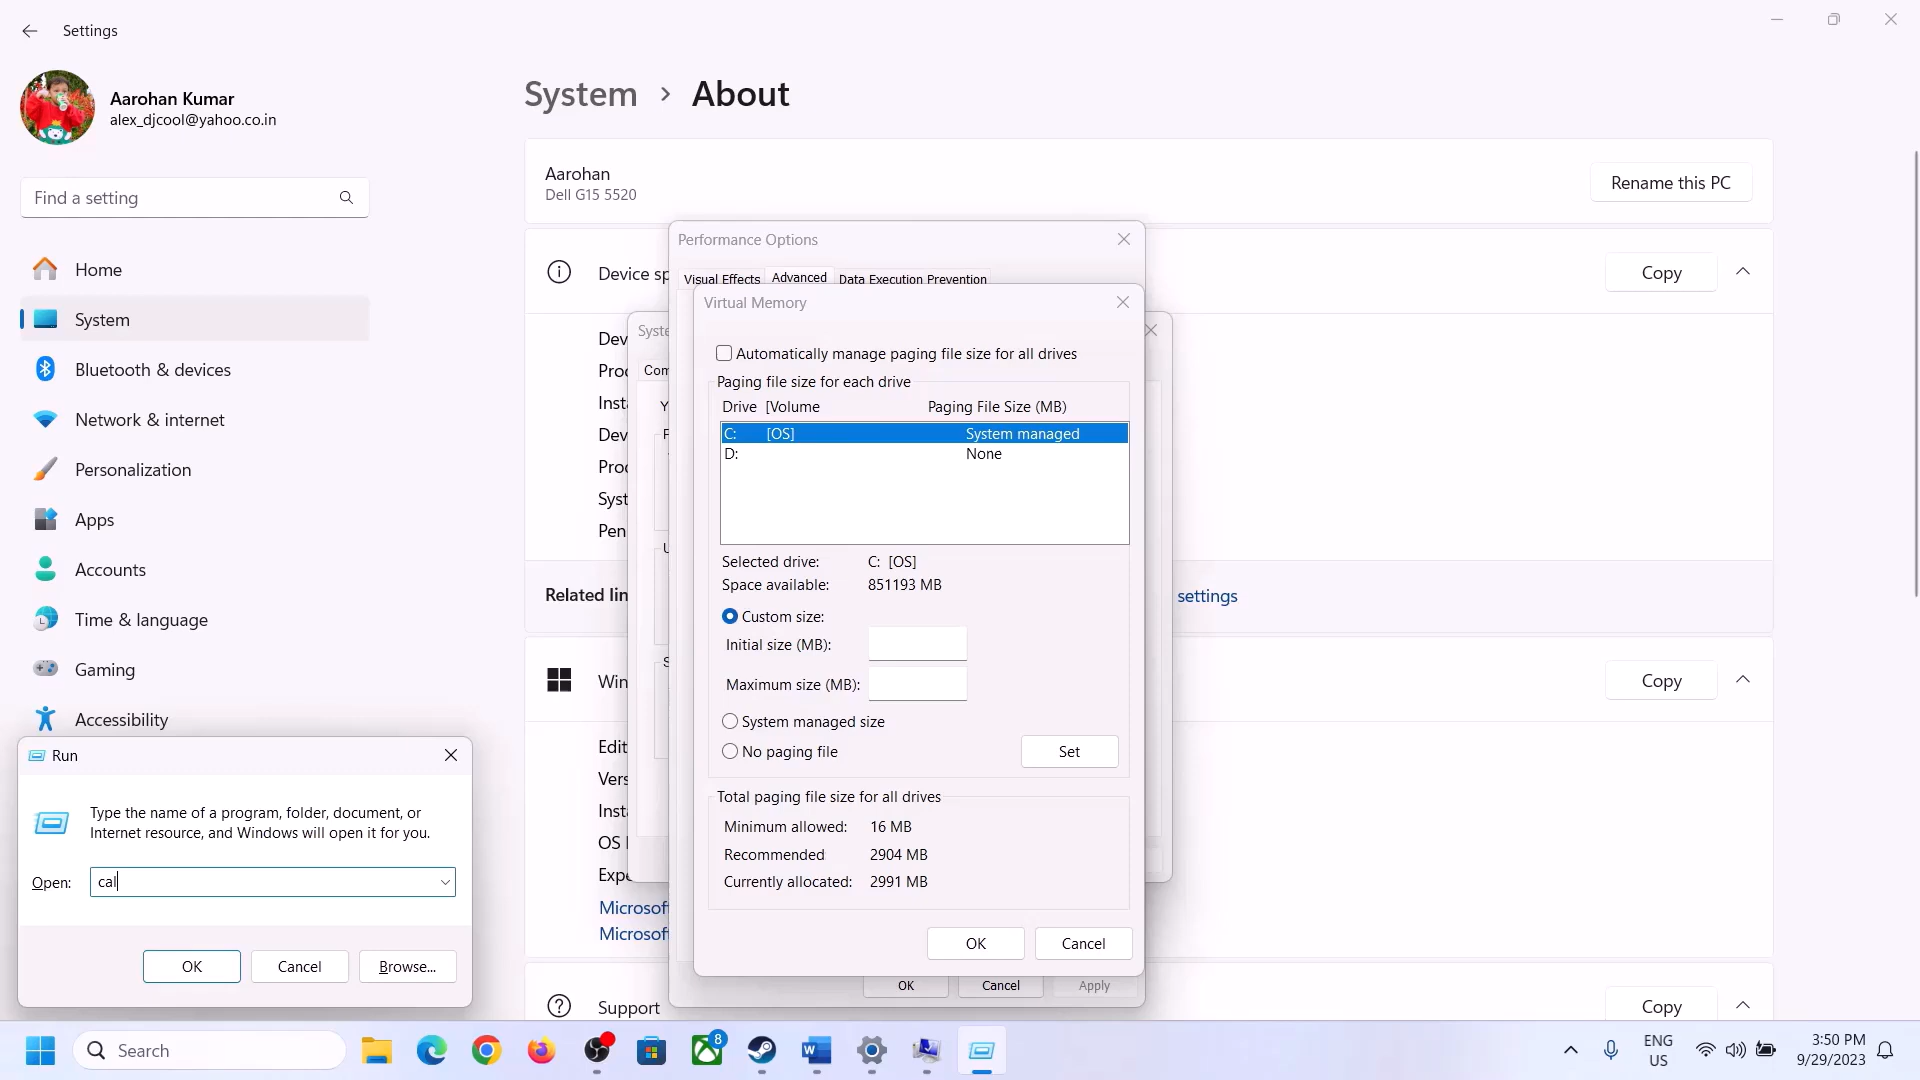 Settings
Aarohan Kumar
alex_djcool@yahoo.co.in
Find a setting
Home
System
Bluetooth & devices
Network & internet
Personalization
Apps
Accounts
Time & language
Gaming
Accessibility
System > About
Aarohan
Dell G15 5520
Rename this PC
Device sp
Copy
Dev
Proc
Inst
Dev
Proc
Syst
Pen
Related lin
settings
Win
Copy
Edit
Vers
Insta
OS
Expe
Microsof
Microsof
Support
Copy
Syste
Com
Performance Options
Visual Effects
Advanced
Data Execution Prevention
OK
Cancel
Apply
Virtual Memory
Automatically manage paging file size for all drives
Paging file size for each drive
Drive [Volume Paging File Size (MB)
C: [OS] System managed
D: None
Selected drive: C: [OS]
Space available: 851193 MB
Custom size:
Initial size (MB):
Maximum size (MB):
System managed size
No paging file
Set
Total paging file size for all drives
Minimum allowed: 16 MB
Recommended 2904 MB
Currently allocated: 2991 MB
OK
Cancel
Run
Type the name of a program, folder, document, or
Internet resource, and Windows will open it for you.
Open: cal
OK
Cancel
Browse...
Search
8
ENG
US
3:50 PM
9/29/2023